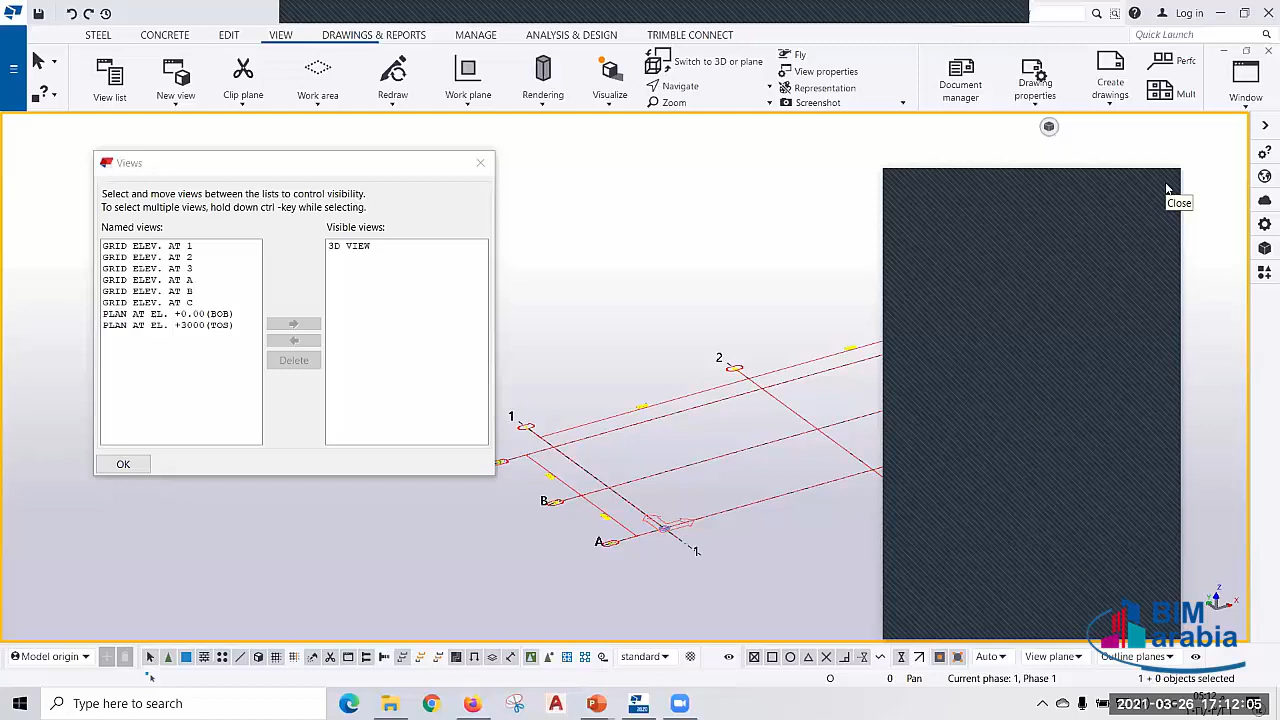 Log in
STEEL CONCRETE EDIT VIEW DRAWINGS & REPORTS MANAGE ANALYSIS & DESIGN TRIMBLE CONNECT Quick Launch
View list New view Clip plane Work area Redraw Work plane Rendering Visualize
Switch to 3D or plane
Navigate
Zoom
Fly
View properties
Representation
Screenshot
Document manager
Drawing properties
Create drawings
Perfo
Mult
Window
Views
Select and move views between the lists to control visibility.
To select multiple views, hold down ctrl -key while selecting.
Named views: Visible views:
GRID ELEV. AT 1
GRID ELEV. AT 2
GRID ELEV. AT 3
GRID ELEV. AT A
GRID ELEV. AT B
GRID ELEV. AT C
PLAN AT EL. +0.00(BOB)
PLAN AT EL. +3000(TOS)
3D VIEW
Delete
OK
Close
2
1
B
A
1
Z
X
BIM
arabia
Model origin standard Auto View plane Outline planes
O 0 Pan Current phase: 1, Phase 1 1 + 0 objects selected
Type here to search
2021-03-26 17:12:05